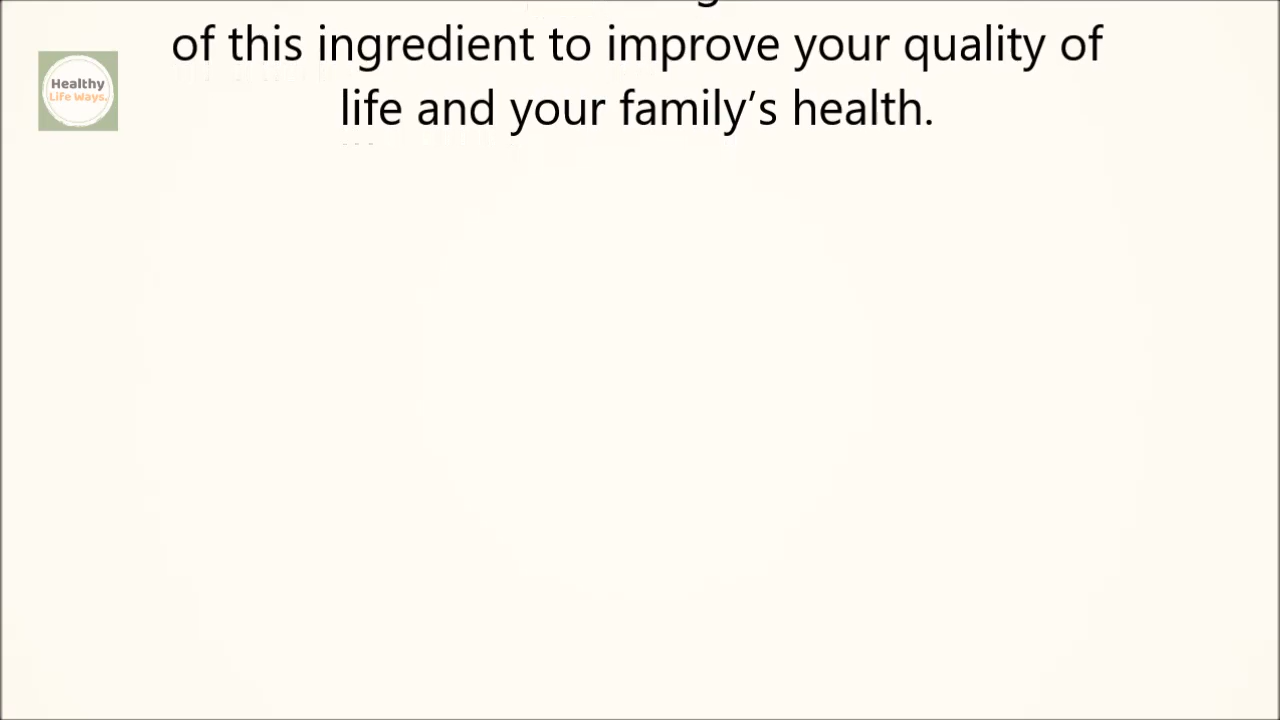 of this ingredient to improve your quality of
life and your family's health.
Healthy
Life Ways.